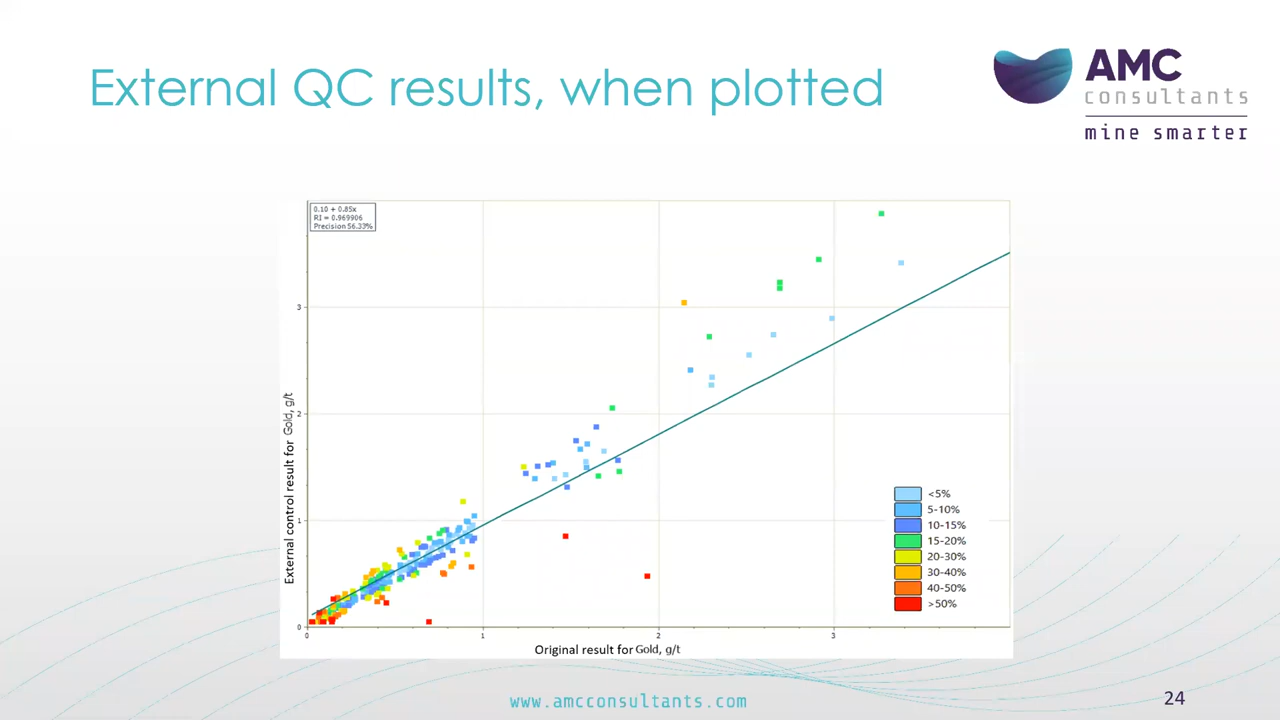 External QC results, when plotted
AMC
consultants
mine smarter
0.10 + 0.85x
RI = 0.969906
Precision 56.33%
External control result for Gold, g/t
3
2
1
0
0
1
2
3
Original result for Gold, g/t
<5%
5-10%
10-15%
15-20%
20-30%
30-40%
40-50%
>50%
www.amcconsultants.com
24